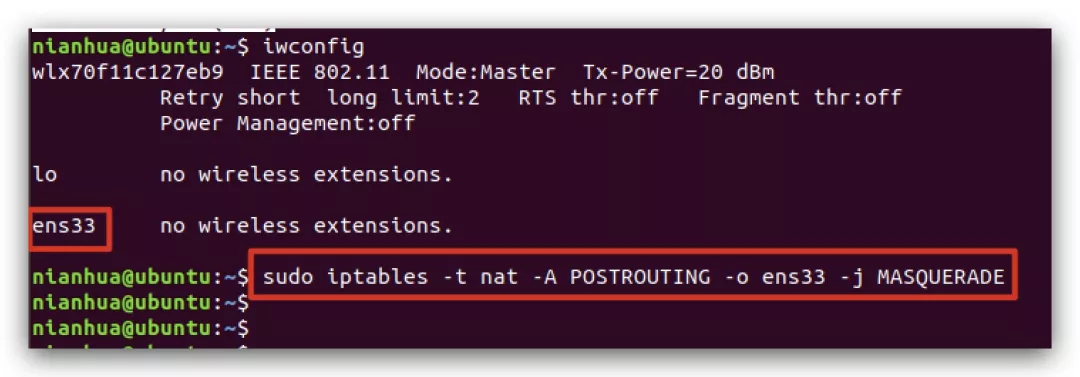 nianhua@ubuntu:~$ iwconfig
wlx70f11c127eb9  IEEE 802.11  Mode:Master  Tx-Power=20 dBm
          Retry short  long limit:2   RTS thr:off   Fragment thr:off
          Power Management:off
lo        no wireless extensions.
ens33     no wireless extensions.
nianhua@ubuntu:~$ sudo iptables -t nat -A POSTROUTING -o ens33 -j MASQUERADE
nianhua@ubuntu:~$
nianhua@ubuntu:~$